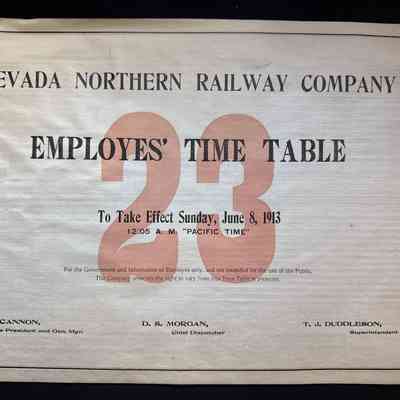 EVADA NORTHERN RAILWAY COMPANY
23
EMPLOYES' TIME TABLE
To Take Effect Sunday, June 8, 1913
12:05 A. M. "PACIFIC TIME"
For the Government and Information of Employes only, and not intended for the use of the Public.
The Company reserves the right to vary from this Time Table at pleasure.
CANNON, D. S. MORGAN, T. J. DUDDLESON,
President and Gen. Mgr. Chief Dispatcher Superintendent